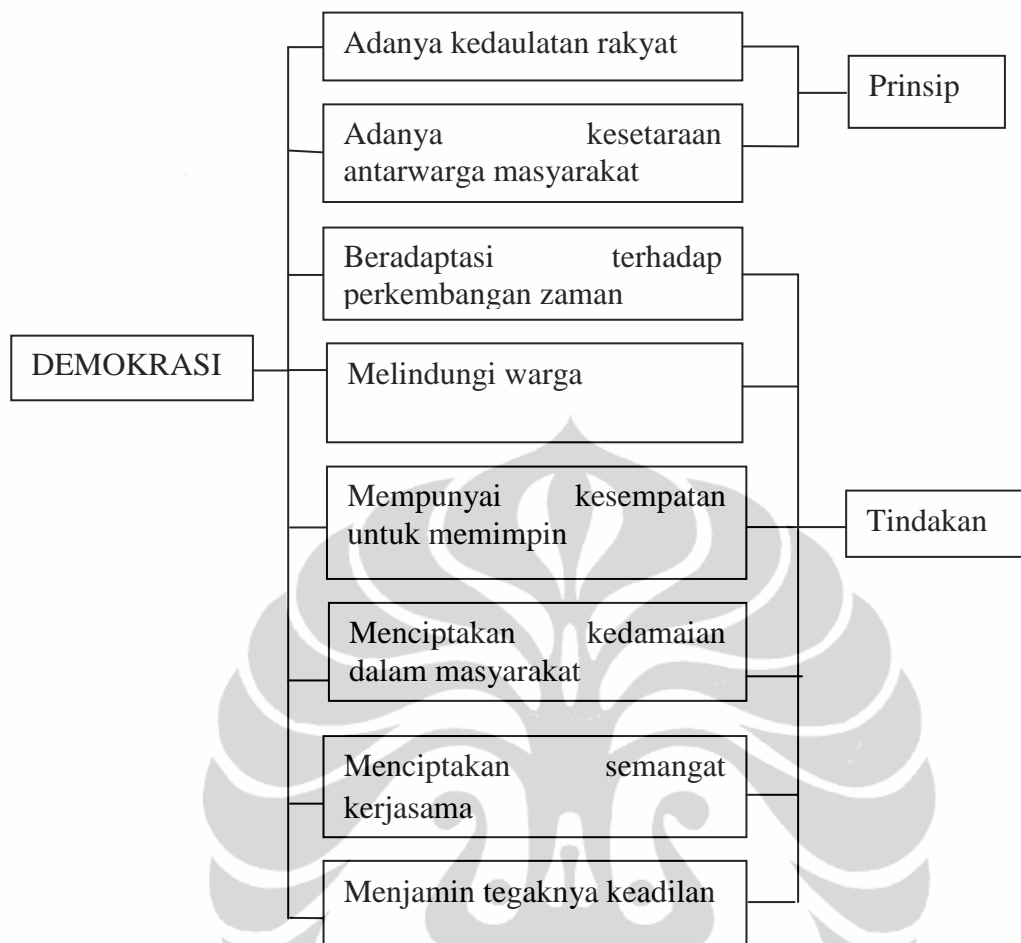 Adanya kedaulatan rakyat
Prinsip
Adanya kesetaraan
antarwarga masyarakat
Beradaptasi terhadap
perkembangan zaman
DEMOKRASI
Melindungi warga
Mempunyai kesempatan
untuk memimpin
Tindakan
Menciptakan kedamaian
dalam masyarakat
Menciptakan semangat
kerjasama
Menjamin tegaknya keadilan